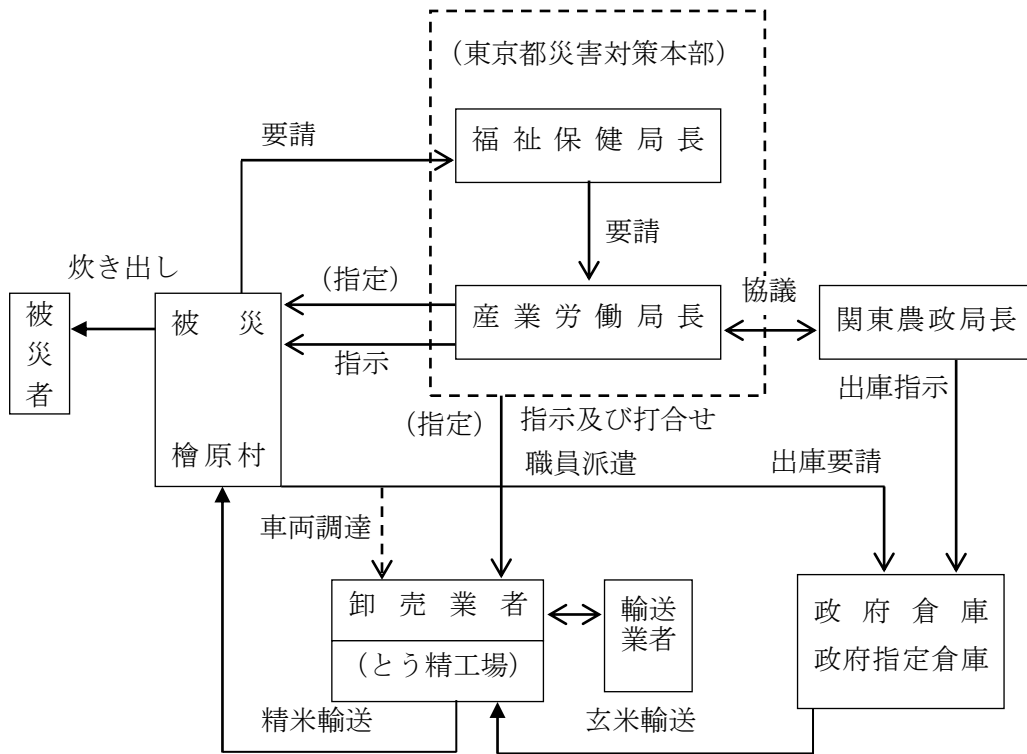 （東京都災害対策本部）
要請
福祉保健局長
要請
炊き出し
（指定）
協議
被災者
被災
産業労働局長
関東農政局長
指示
出庫指示
（指定）
指示及び打合せ
檜原村
職員派遣
出庫要請
車両調達
卸売業者
輸送
業者
政府倉庫
（とう精工場）
政府指定倉庫
精米輸送
玄米輸送